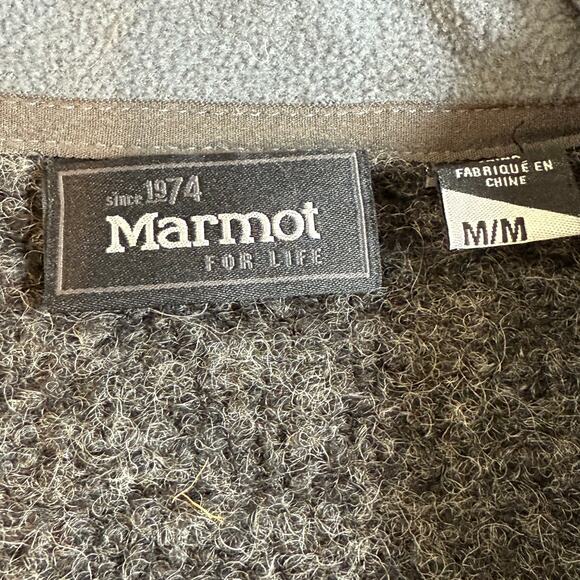 since 1974
Marmot
FOR LIFE
FABRIQUÉ EN
CHINE
M/M